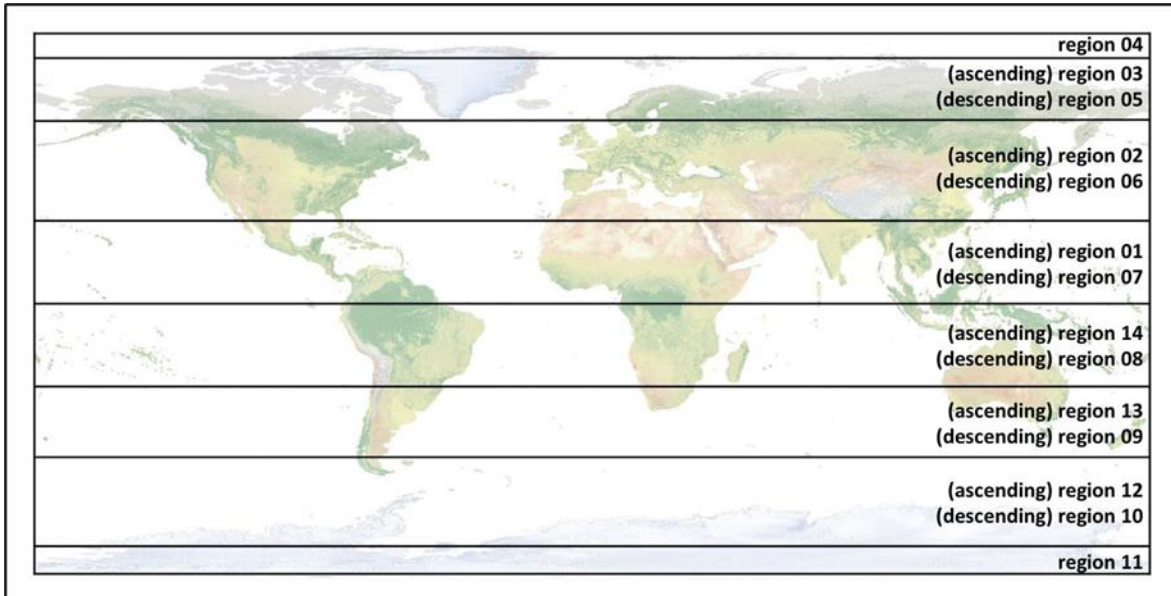 region 04
(ascending) region 03
(descending) region 05
(ascending) region 02
(descending) region 06
(ascending) region 01
(descending) region 07
(ascending) region 14
(descending) region 08
(ascending) region 13
(descending) region 09
(ascending) region 12
(descending) region 10
region 11